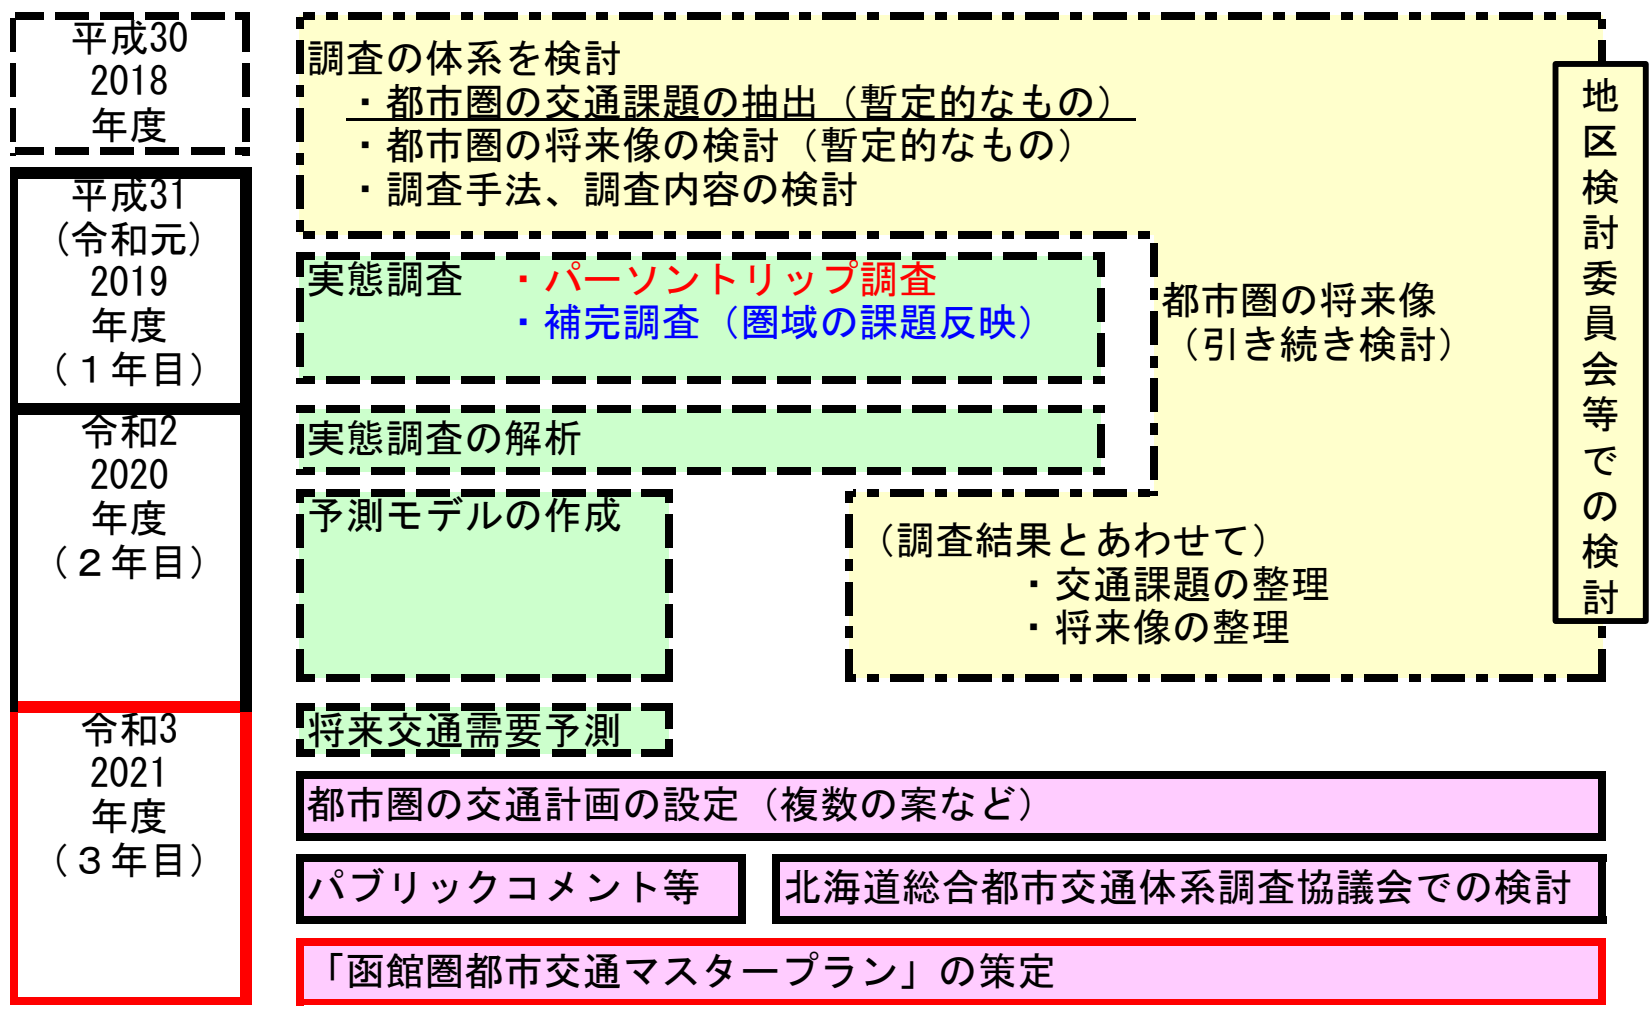 平成30
2018
年度
平成31
(令和元)
2019
年度
(１年目)
令和2
2020
年度
(２年目)
令和3
2021
年度
(３年目)
調査の体系を検討
・都市圏の交通課題の抽出（暫定的なもの）
・都市圏の将来像の検討（暫定的なもの）
・調査手法、調査内容の検討
実態調査　・パーソントリップ調査
・補完調査（圏域の課題反映）
都市圏の将来像
（引き続き検討）
実態調査の解析
予測モデルの作成
（調査結果とあわせて）
・交通課題の整理
・将来像の整理
地区検討委員会等での検討
将来交通需要予測
都市圏の交通計画の設定（複数の案など）
パブリックコメント等
北海道総合都市交通体系調査協議会での検討
「函館圏都市交通マスタープラン」の策定